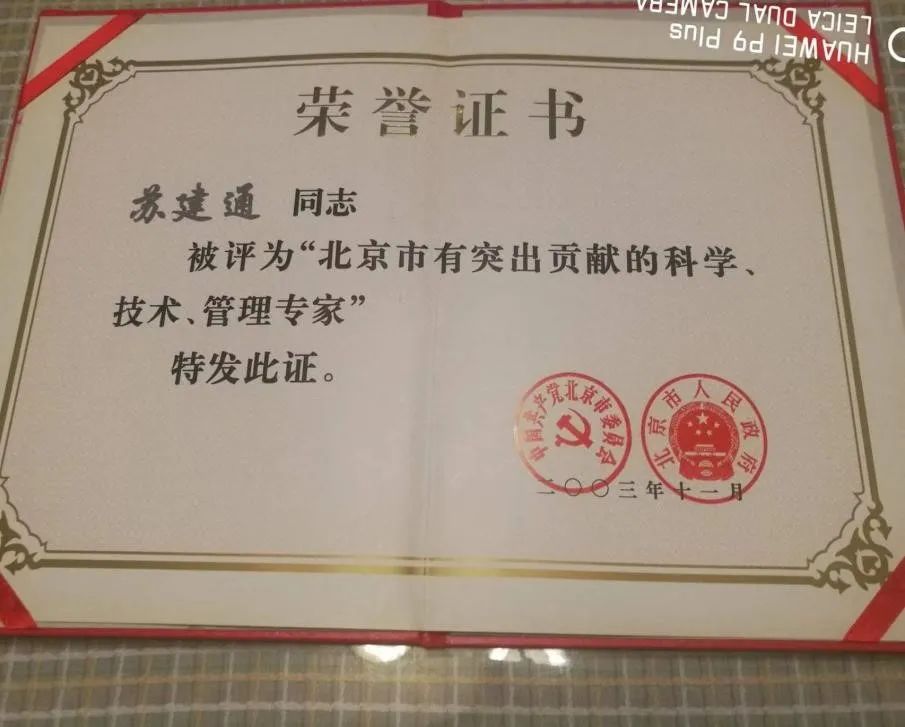 HUAWEI P9 Plus
LEICA DUAL CAMERA
荣誉证书
苏建通 同志
被评为“北京市有突出贡献的科学、
技术、管理专家”
特发此证。
中国共产党北京市委员会
北京市人民政府
二〇〇三年十一月